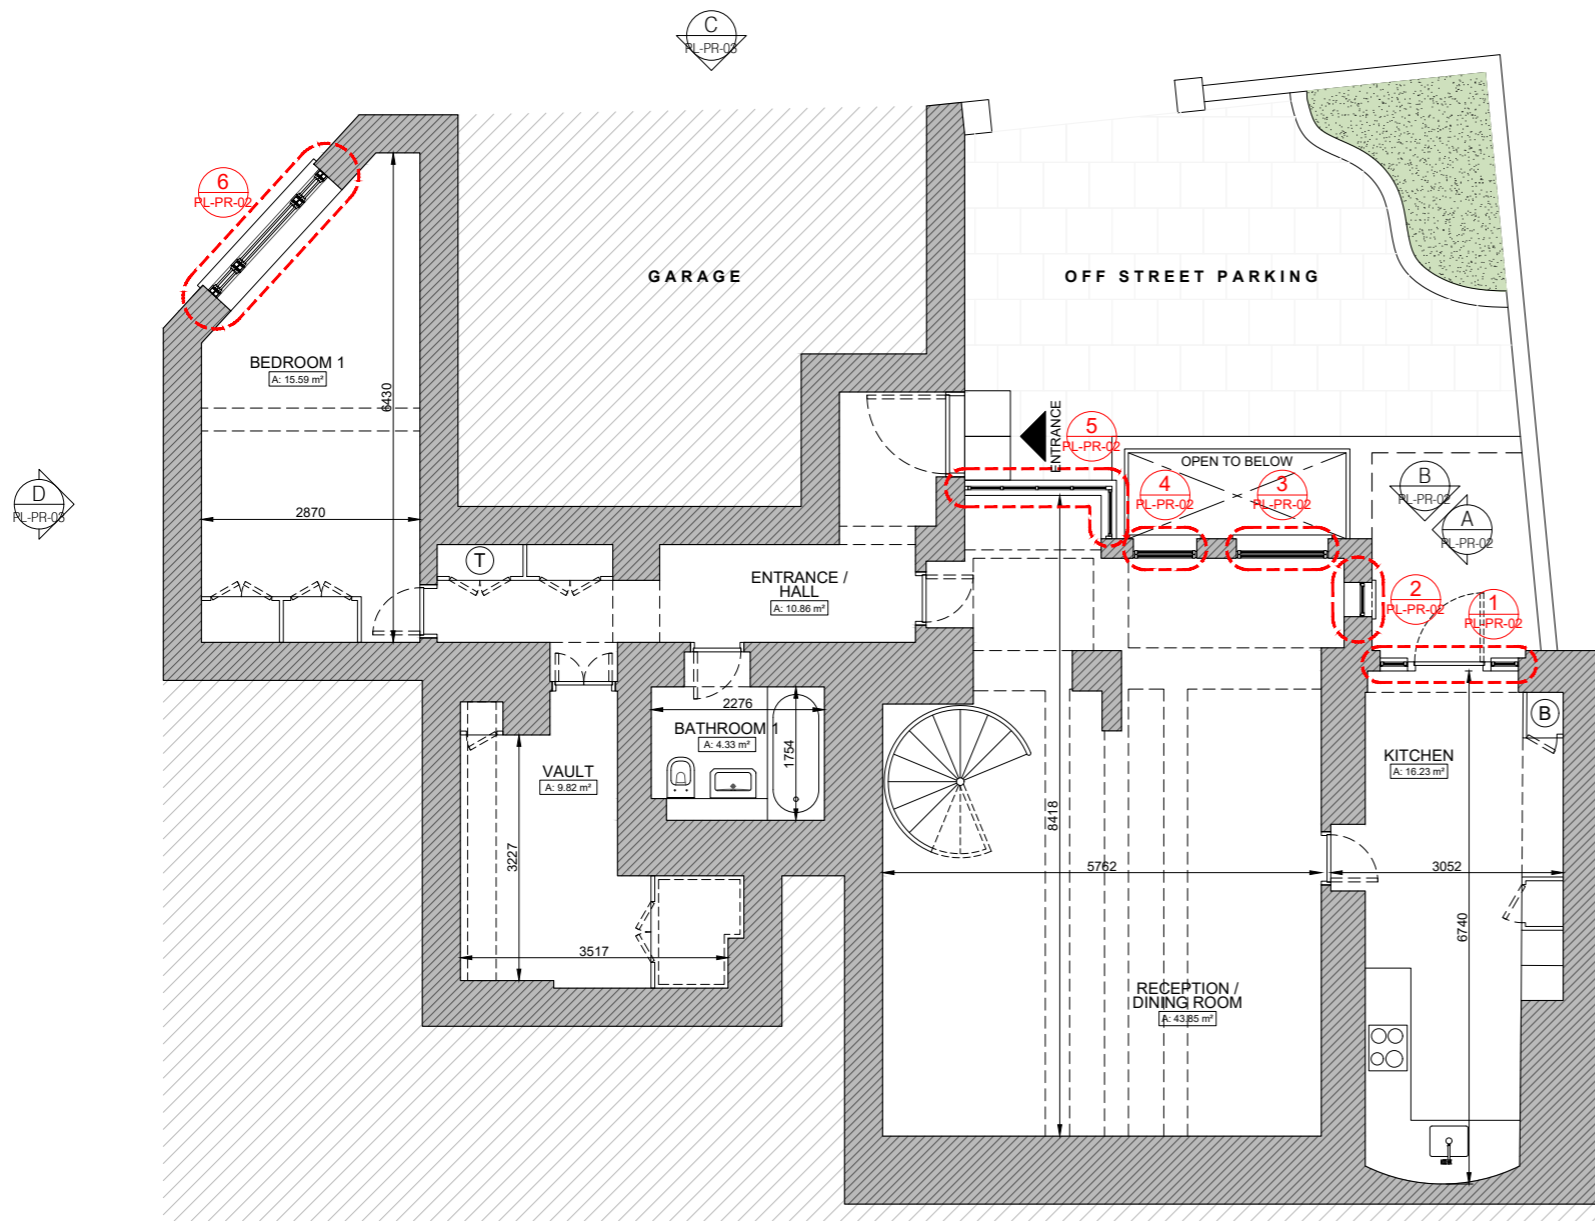 C
PL-PR-03
6
PL-PR-02
GARAGE
OFF STREET PARKING
BEDROOM 1
A: 15.59 m²
6430
ENTRANCE
5
PL-PR-02
OPEN TO BELOW
4
PL-PR-02
3
PL-PR-02
B
PL-PR-02
A
PL-PR-02
D
PL-PR-03
2870
T
ENTRANCE /
HALL
A: 10.86 m²
2
PL-PR-02
1
PL-PR-02
2276
BATHROOM 1
A: 4.33 m²
1754
B
VAULT
A: 9.82 m²
KITCHEN
A: 16.23 m²
8418
3227
5762
3052
6740
3517
RECEPTION /
DINING ROOM
A: 43.85 m²